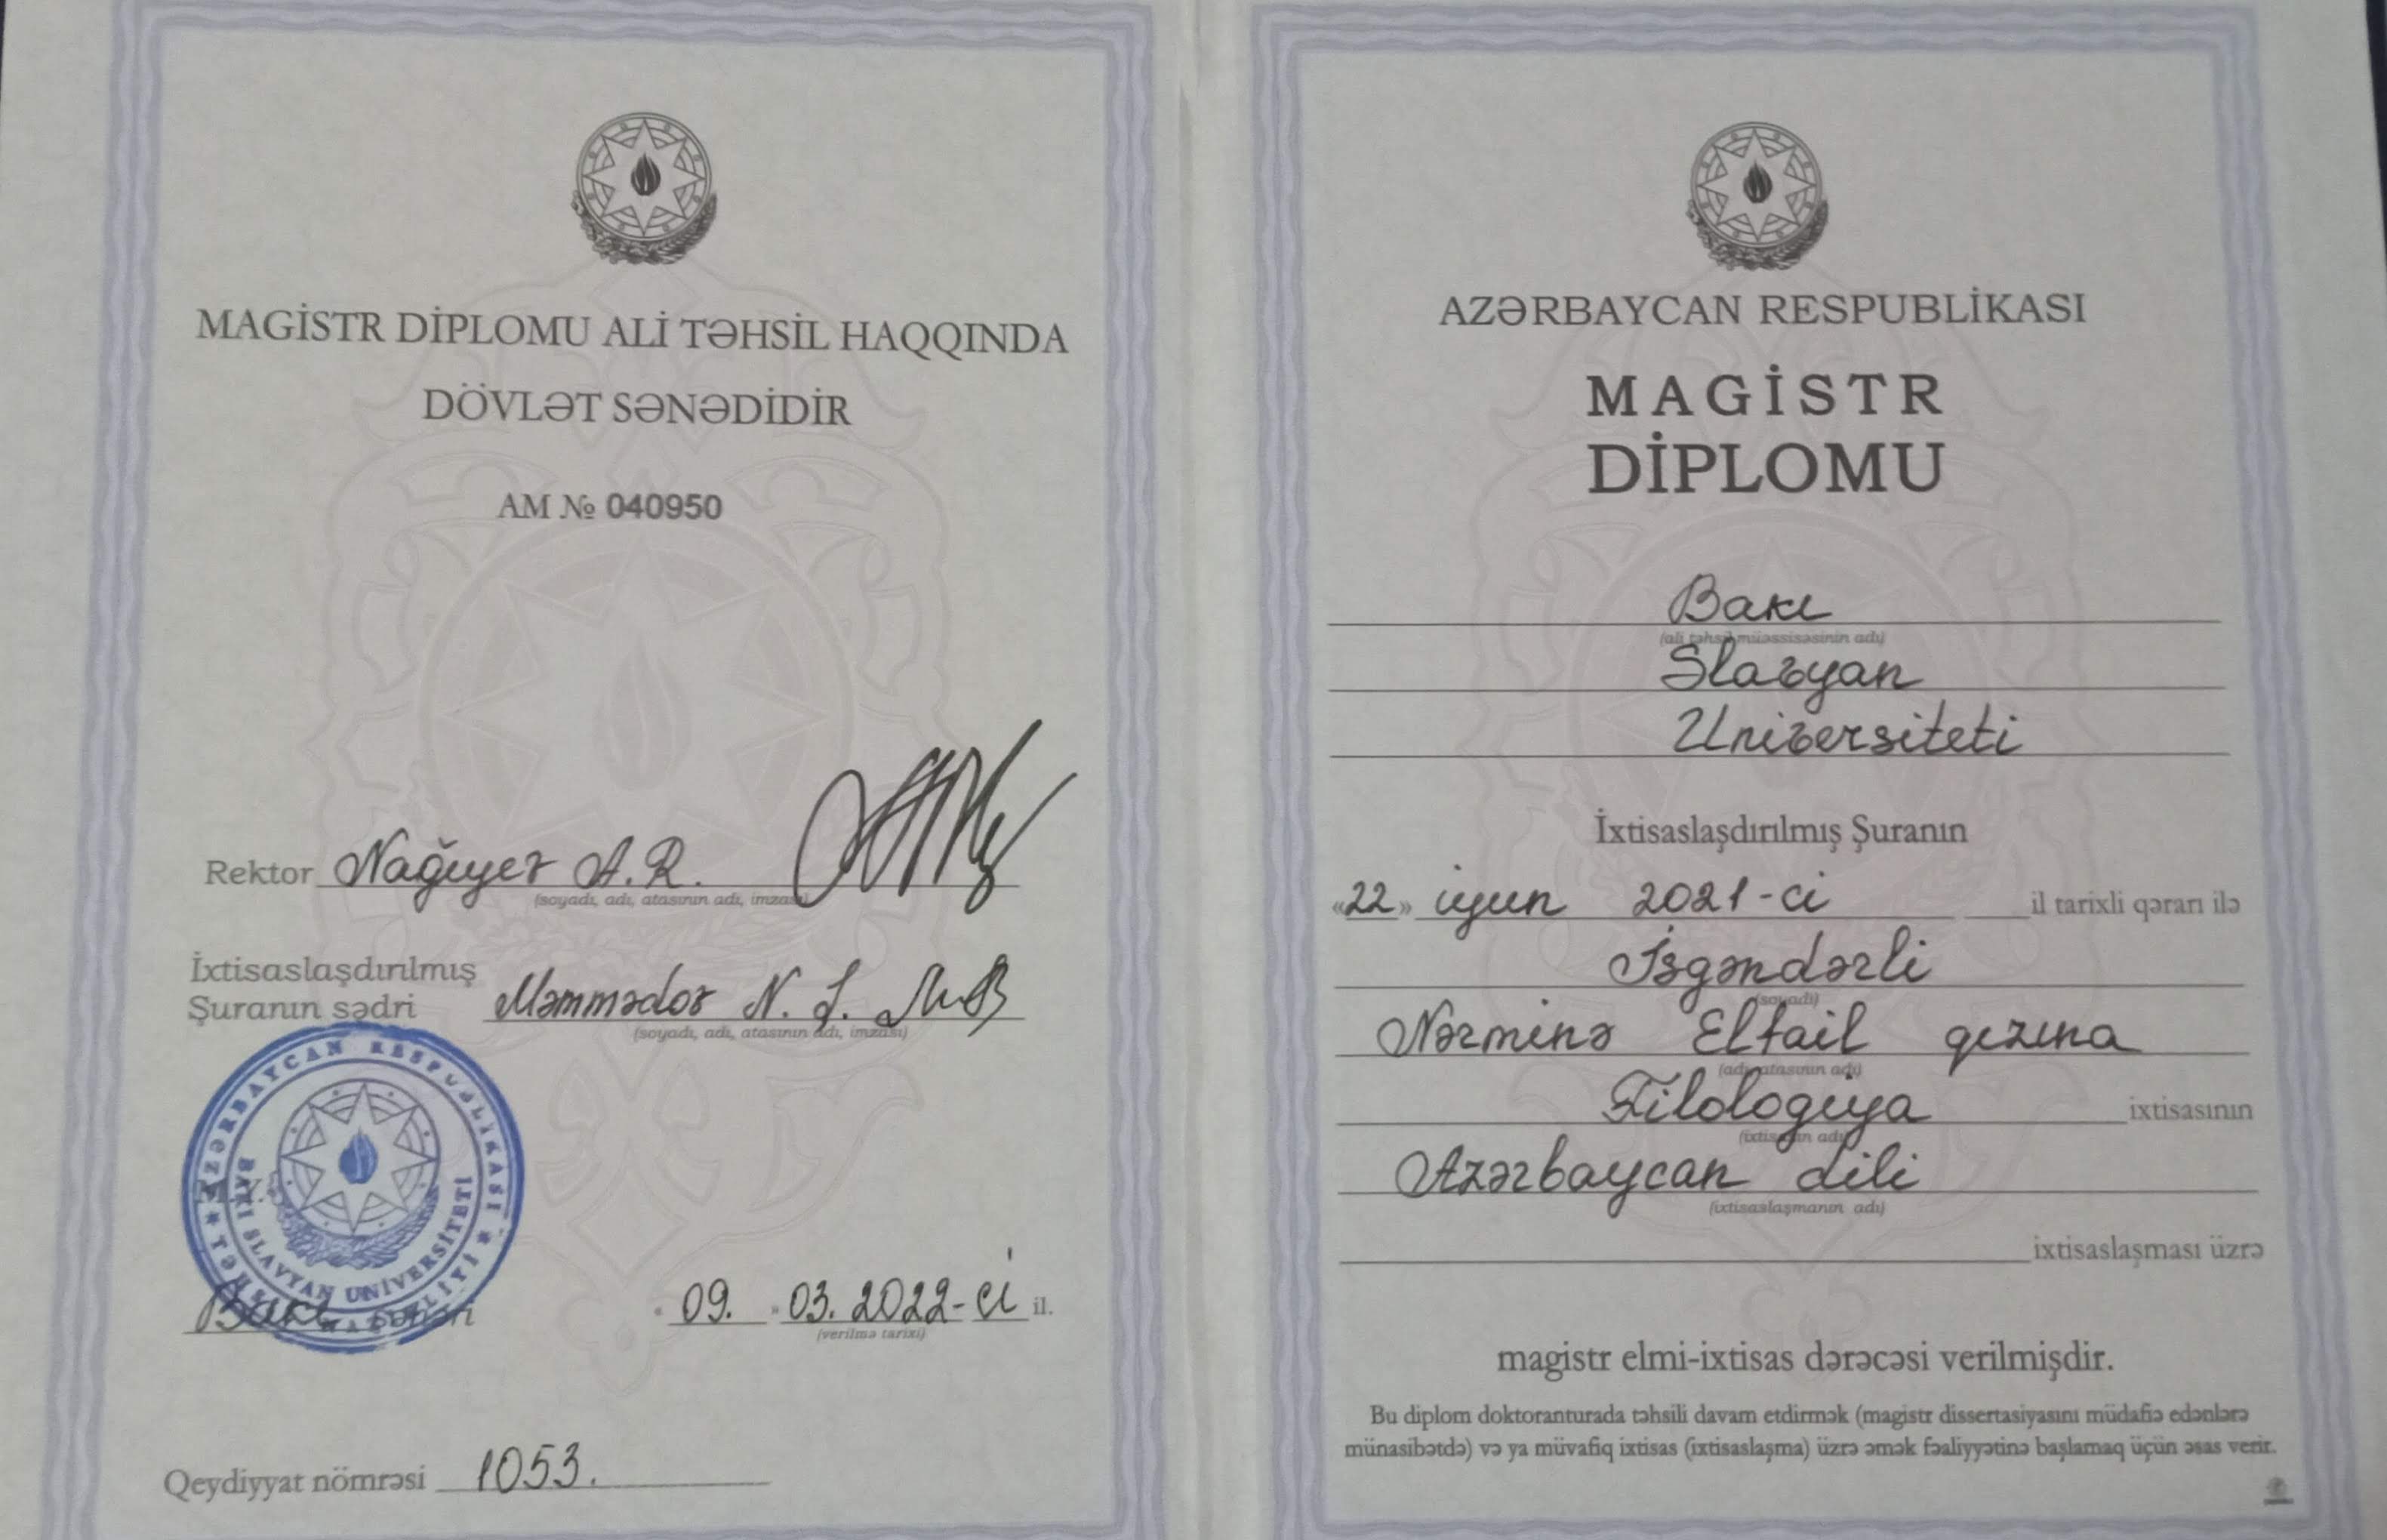 MAGİSTR DİPLOMU ALİ TƏHSİL HAQQINDA
DÖVLƏT SƏNƏDİDİR
AM № 040950
Rektor Nağıyev A.R.
(soyadı, adı, atasının adı, imzası)
İxtisaslaşdırılmış
Şuranın sədri Məmmədov N. İ.
(soyadı, adı, atasının adı, imzası)
M.Y.
AZƏRBAYCAN RESPUBLİKASI TƏHSİL NAZİRLİYİ
BAKI SLAVYAN UNİVERSİTETİ
Bakı şəhəri
« 09. » 03. 2022-ci il.
(verilmə tarixi)
Qeydiyyat nömrəsi 1053.
AZƏRBAYCAN RESPUBLİKASI
MAGİSTR
DİPLOMU
Bakı
(ali təhsil müəssisəsinin adı)
Slavyan
Universiteti
İxtisaslaşdırılmış Şuranın
«22» iyun 2021-ci il tarixli qərarı ilə
İsgəndərli
(soyadı)
Nərminə Eltail qızına
(adı, atasının adı)
Filologiya ixtisasının
(ixtisasın adı)
Azərbaycan dili
(ixtisaslaşmanın adı)
ixtisaslaşması üzrə
magistr elmi-ixtisas dərəcəsi verilmişdir.
Bu diplom doktoranturada təhsili davam etdirmək (magistr dissertasiyasını müdafiə edənlərə
münasibətdə) və ya müvafiq ixtisas (ixtisaslaşma) üzrə əmək fəaliyyətinə başlamaq üçün əsas verir.